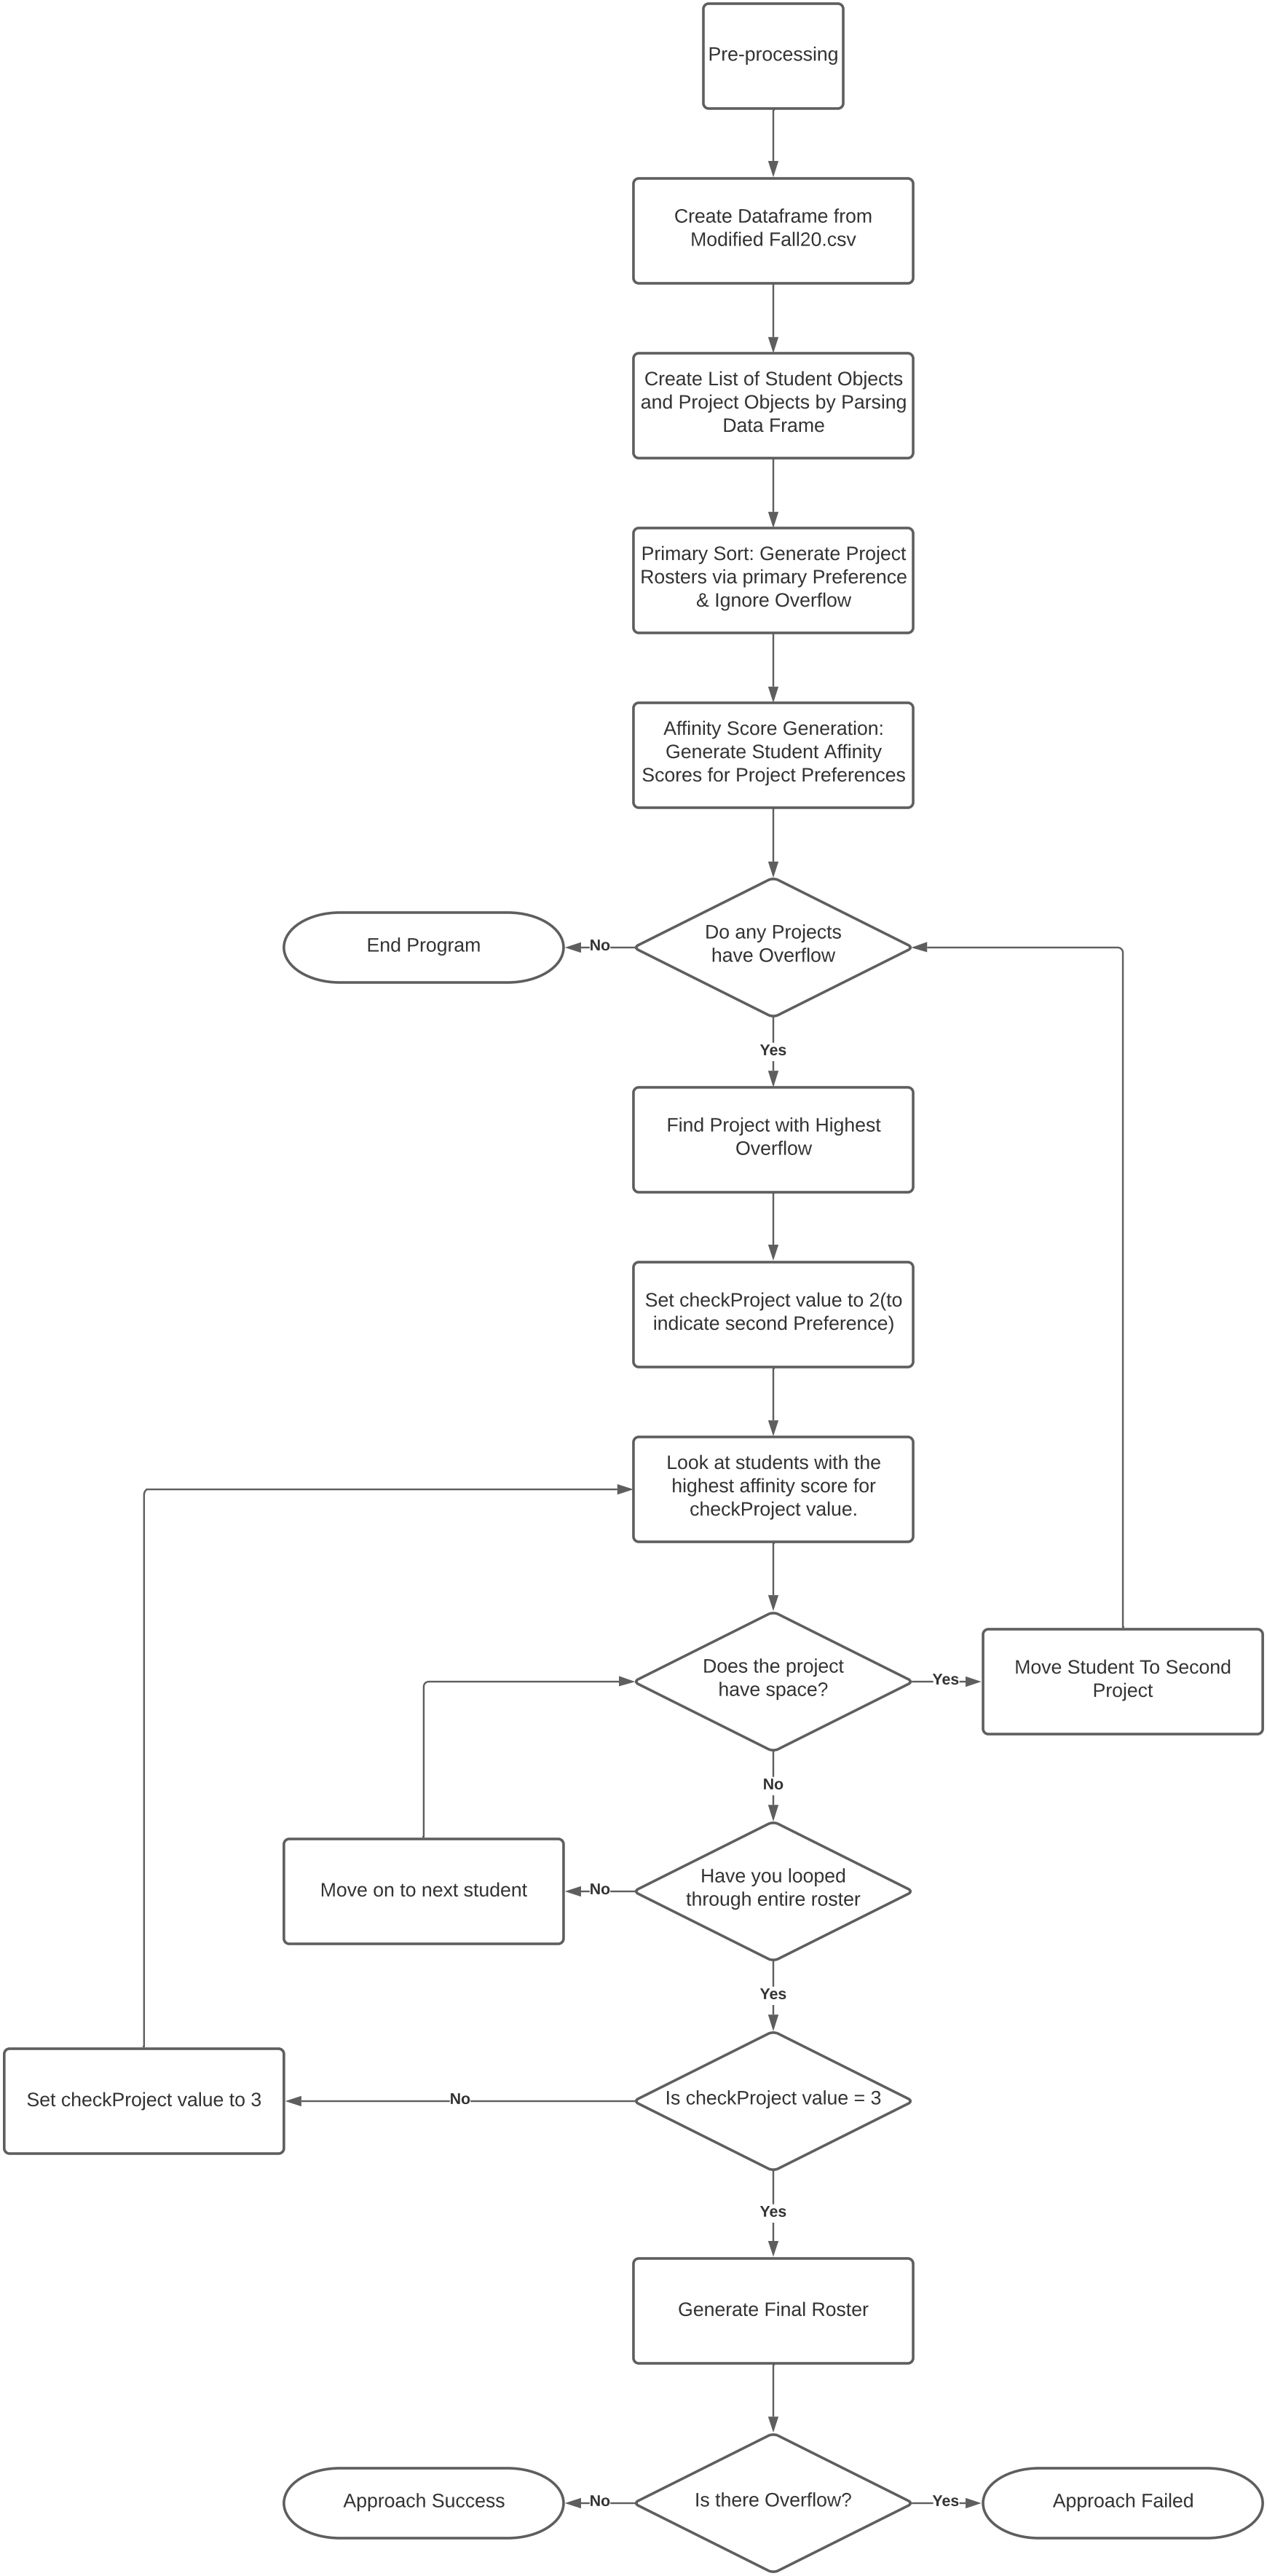 Pre-processing
Create Dataframe from
Modified Fall20.csv
Create List of Student Objects
and Project Objects by Parsing
Data Frame
Primary Sort: Generate Project
Rosters via primary Preference
& Ignore Overflow
Affinity Score Generation:
Generate Student Affinity
Scores for Project Preferences
Do any Projects
have Overflow
No
End Program
Yes
Find Project with Highest
Overflow
Set checkProject value to 2(to
indicate second Preference)
Look at students with the
highest affinity score for
checkProject value.
Does the project
have space?
Yes
Move Student To Second
Project
No
Have you looped
through entire roster
No
Move on to next student
Yes
Is checkProject value = 3
No
Set checkProject value to 3
Yes
Generate Final Roster
Is there Overflow?
No
Approach Success
Yes
Approach Failed